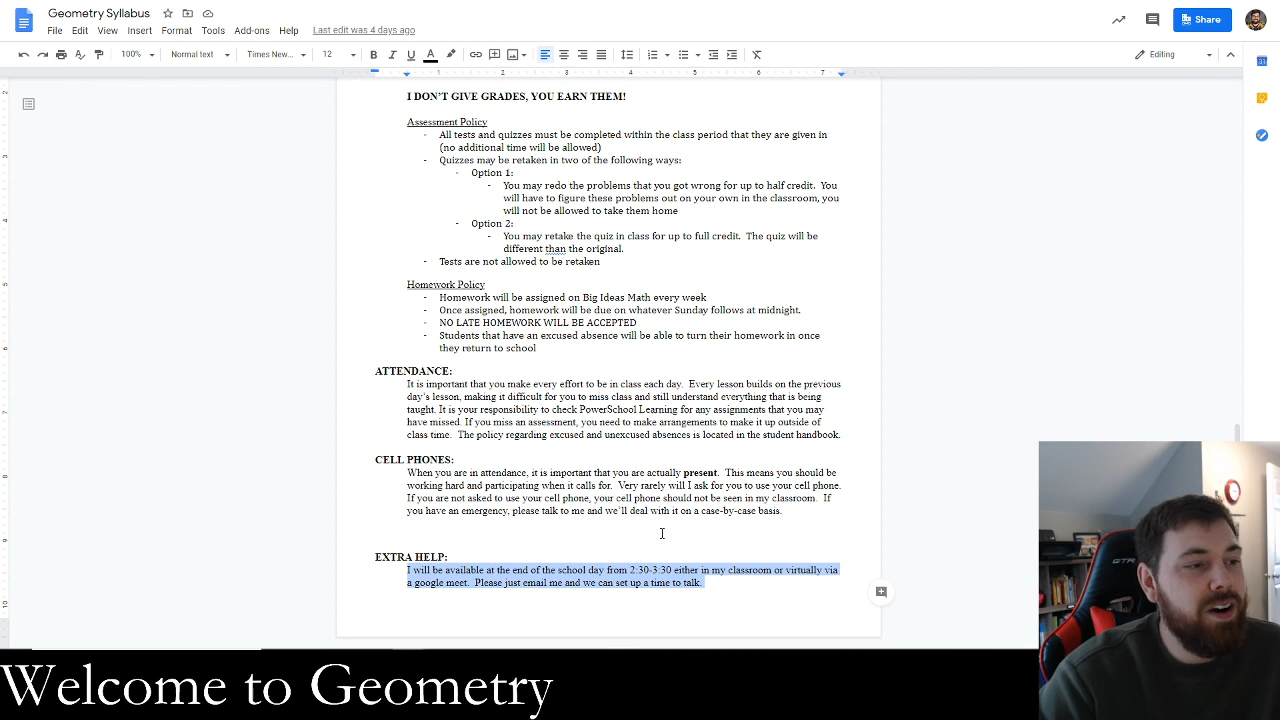 Geometry Syllabus
File Edit View Insert Format Tools Add-ons Help Last edit was 4 days ago
Share
100% Normal text Times New... 12 B I U A Editing
1 2 3 4 5 6 7
I DON'T GIVE GRADES, YOU EARN THEM!
Assessment Policy
- All tests and quizzes must be completed within the class period that they are given in
(no additional time will be allowed)
- Quizzes may be retaken in two of the following ways:
- Option 1:
- You may redo the problems that you got wrong for up to half credit. You
will have to figure these problems out on your own in the classroom, you
will not be allowed to take them home
- Option 2:
- You may retake the quiz in class for up to full credit. The quiz will be
different than the original.
- Tests are not allowed to be retaken
Homework Policy
- Homework will be assigned on Big Ideas Math every week
- Once assigned, homework will be due on whatever Sunday follows at midnight.
- NO LATE HOMEWORK WILL BE ACCEPTED
- Students that have an excused absence will be able to turn their homework in once
they return to school
ATTENDANCE:
It is important that you make every effort to be in class each day. Every lesson builds on the previous
day's lesson, making it difficult for you to miss class and still understand everything that is being
taught. It is your responsibility to check PowerSchool Learning for any assignments that you may
have missed. If you miss an assessment, you need to make arrangements to make it up outside of
class time. The policy regarding excused and unexcused absences is located in the student handbook.
CELL PHONES:
When you are in attendance, it is important that you are actually present. This means you should be
working hard and participating when it calls for. Very rarely will I ask for you to use your cell phone.
If you are not asked to use your cell phone, your cell phone should not be seen in my classroom. If
you have an emergency, please talk to me and we'll deal with it on a case-by-case basis.
EXTRA HELP:
I will be available at the end of the school day from 2:30-3:30 either in my classroom or virtually via
a google meet. Please just email me and we can set up a time to talk.
Welcome to Geometry